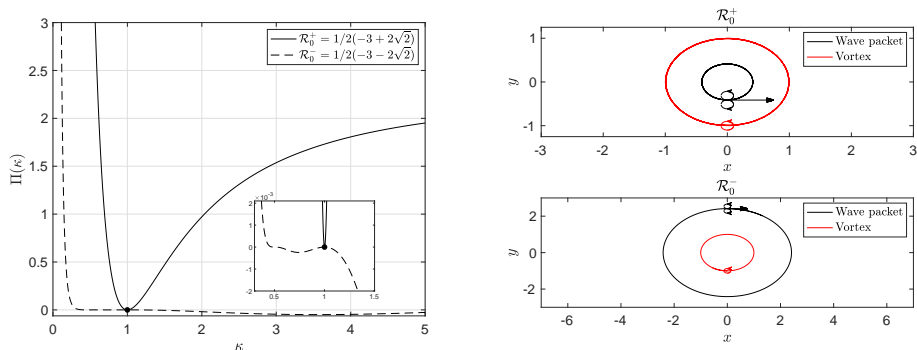 3
2.5
2
1.5
1
0.5
0
0 1 2 3 4 5
Π(κ)
κ
R₀⁺ = 1/2(−3 + 2√2)
R₀⁻ = 1/2(−3 − 2√2)
×10⁻³
2
1
0
-1
-2
0.5 1 1.5
R₀⁺
Wave packet
Vortex
1
0
-1
y
-3 -2 -1 0 1 2 3
x
R₀⁻
Wave packet
Vortex
2
0
-2
y
-6 -4 -2 0 2 4 6
x